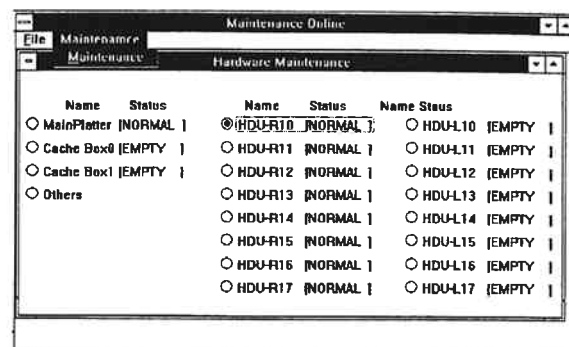 Maintenance Online
File Maintenamce
Maintenance
Hardware Maintenance
Name Status Name Status Name Staus
MainPlatter [NORMAL ] HDU-R10 [NORMAL ] HDU-L10 [EMPTY ]
Cache Box0 [EMPTY ] HDU-R11 [NORMAL ] HDU-L11 [EMPTY ]
Cache Box1 [EMPTY ] HDU-R12 [NORMAL ] HDU-L12 [EMPTY ]
Others HDU-R13 [NORMAL ] HDU-L13 [EMPTY ]
HDU-R14 [NORMAL ] HDU-L14 [EMPTY ]
HDU-R15 [NORMAL ] HDU-L15 [EMPTY ]
HDU-R16 [NORMAL ] HDU-L16 [EMPTY ]
HDU-R17 [NORMAL ] HDU-L17 [EMPTY ]